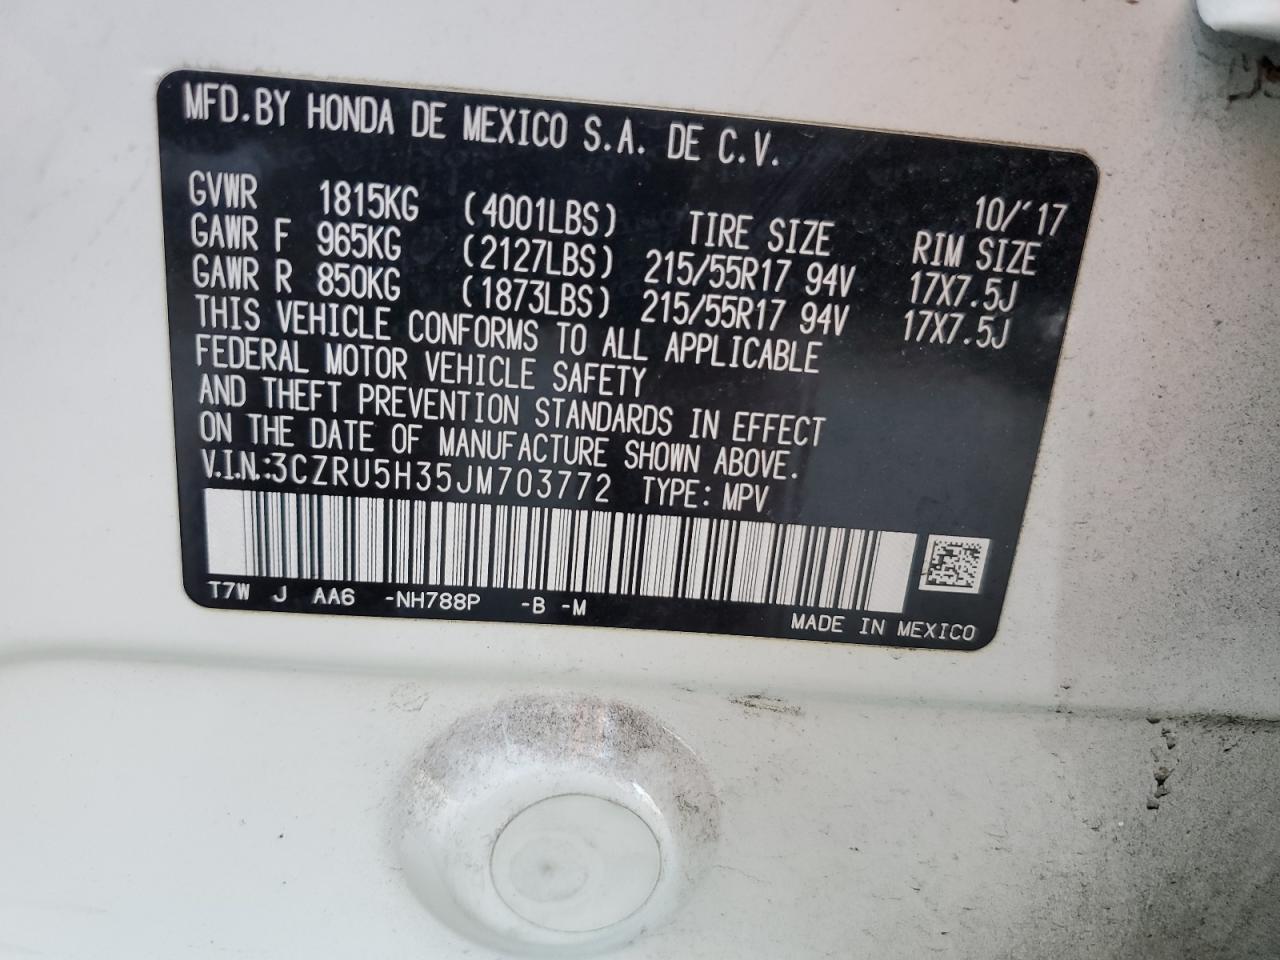 MFD.BY HONDA DE MEXICO S.A. DE C.V.
10/'17
GVWR 1815KG (4001LBS) TIRE SIZE RIM SIZE
GAWR F 965KG (2127LBS) 215/55R17 94V 17X7.5J
GAWR R 850KG (1873LBS) 215/55R17 94V 17X7.5J
THIS VEHICLE CONFORMS TO ALL APPLICABLE
FEDERAL MOTOR VEHICLE SAFETY
AND THEFT PREVENTION STANDARDS IN EFFECT
ON THE DATE OF MANUFACTURE SHOWN ABOVE.
V.I.N.:3CZRU5H35JM703772 TYPE: MPV
T7W J AA6 -NH788P -B -M
MADE IN MEXICO